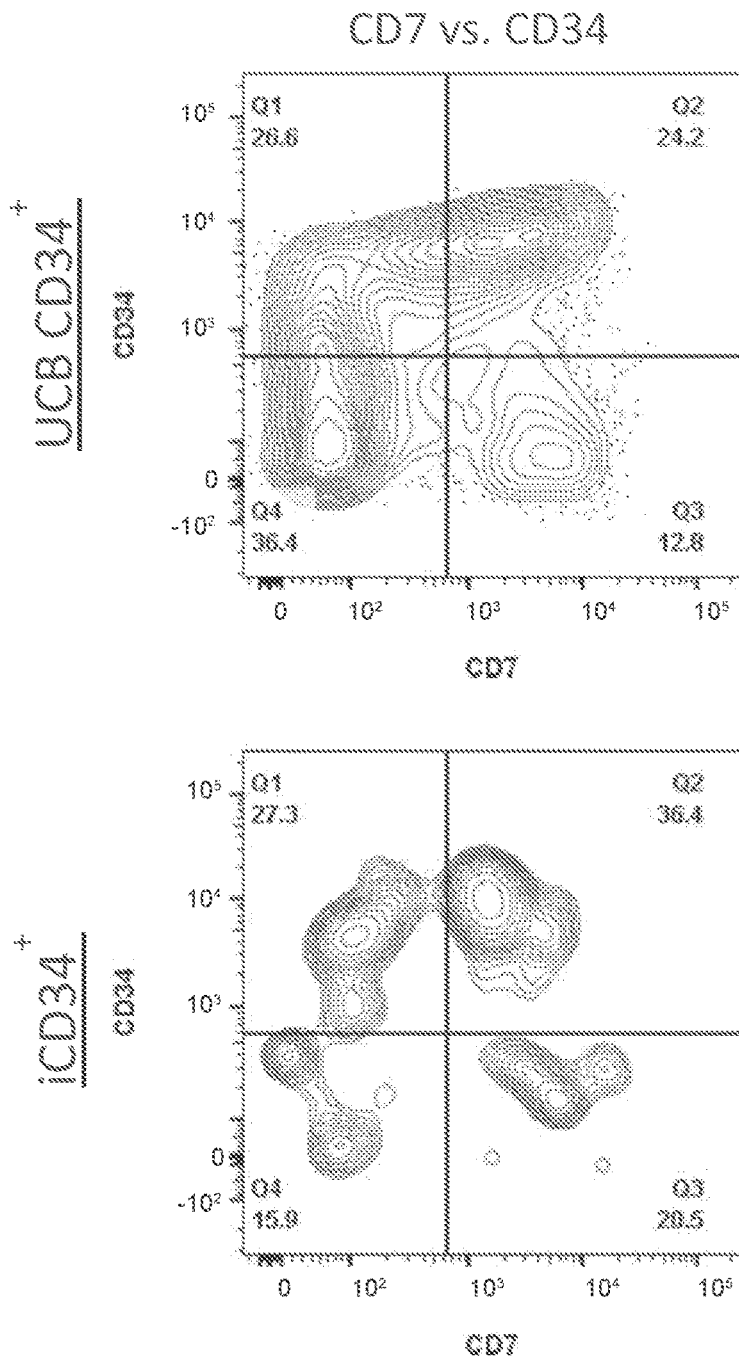 CD7 vs. CD34
UCB CD34+
CD34
10⁵
10⁴
10³
0
-10²
Q1
26.6
Q2
24.2
Q4
36.4
Q3
12.8
0
10²
10³
10⁴
10⁵
CD7
iCD34+
CD34
10⁵
10⁴
10³
0
-10²
Q1
27.3
Q2
36.4
Q4
15.9
Q3
20.5
0
10²
10³
10⁴
10⁵
CD7